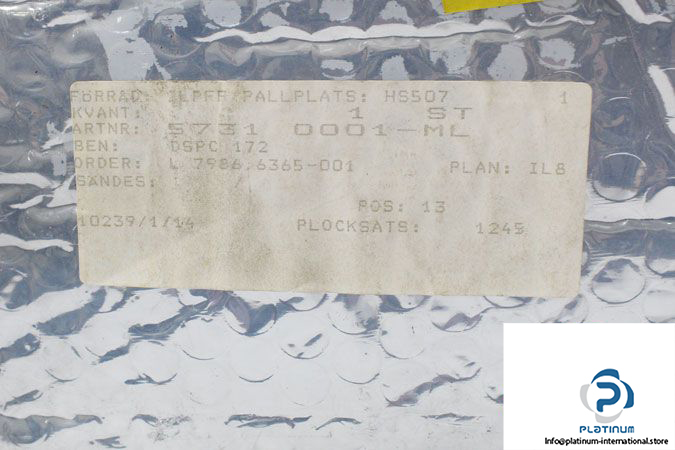 FÖRRÅD: ILPFF PALLPLATS: HS507 1
KVANT: 1 ST
ARTNR: 5731 0001-ML
BEN: DSPC 172
ORDER: L 7986.6365-001 PLAN: IL8
SÄNDES:
POS: 13
10239/1/14 PLOCKSATS: 1245
PLATINUM
Info@platinum-international.store